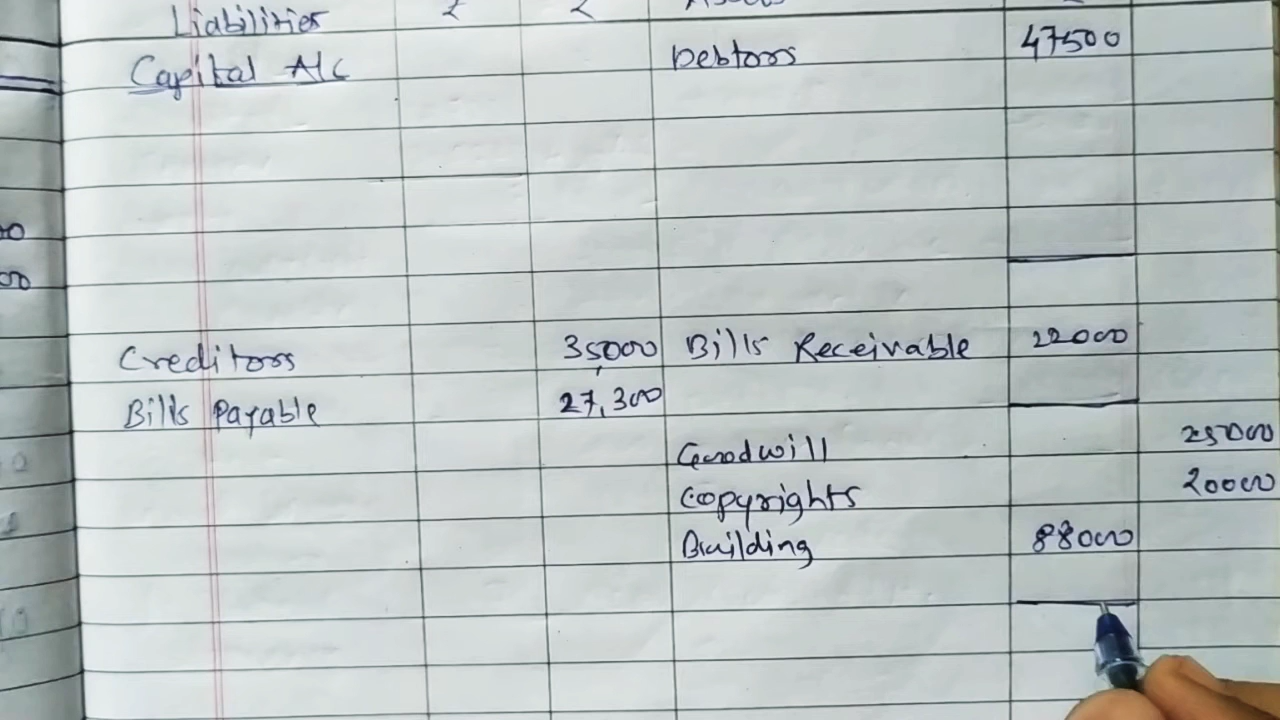 Liabilities ₹ ₹
Capital A/c Debtors 47500
Creditors 35000 Bills Receivable 22000
Bills Payable 27,300
Goodwill 25000
Copyrights 20000
Building 88000